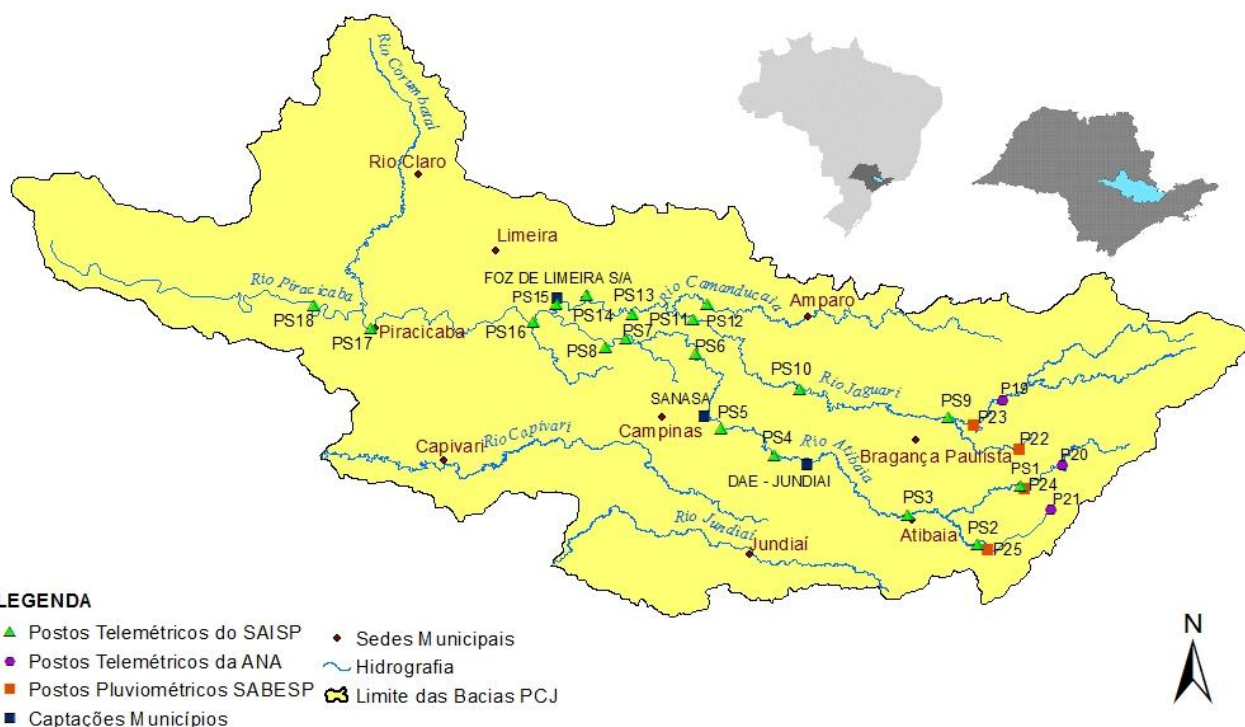 Rio Corumbataí
Rio Claro
Limeira
Rio Piracicaba
FOZ DE LIMEIRA S/A
PS18
PS17
Piracicaba
PS16
PS15
PS14
PS13
Rio Camanducaia
Amparo
PS12
PS11
PS8
PS7
PS6
PS10
Rio Jaguari
PS9
P19
P23
SANASA
PS5
Campinas
Capivari
Rio Capivari
PS4
DAE - JUNDIAI
Rio Atibaia
Bragança Paulista
P22
P20
PS1
P24
P21
PS3
Atibaia
PS2
P25
Rio Jundiaí
Jundiaí
LEGENDA
Postos Telemétricos do SAISP
Postos Telemétricos da ANA
Postos Pluviométricos SABESP
Captações Municípios
Sedes Municipais
Hidrografia
Limite das Bacias PCJ
N